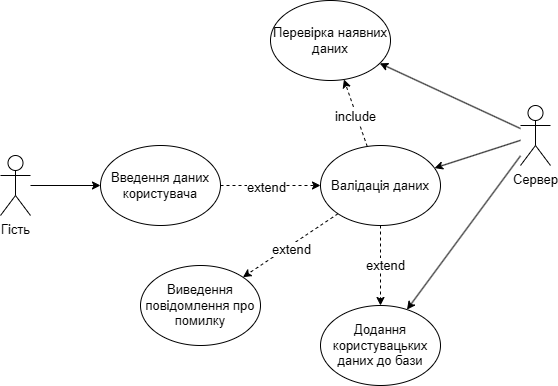 Перевірка наявних
даних
include
Сервер
Введення даних
користувача
extend
Валідація даних
Гість
extend
extend
Виведення
повідомлення про
помилку
Додання
користувацьких
даних до бази